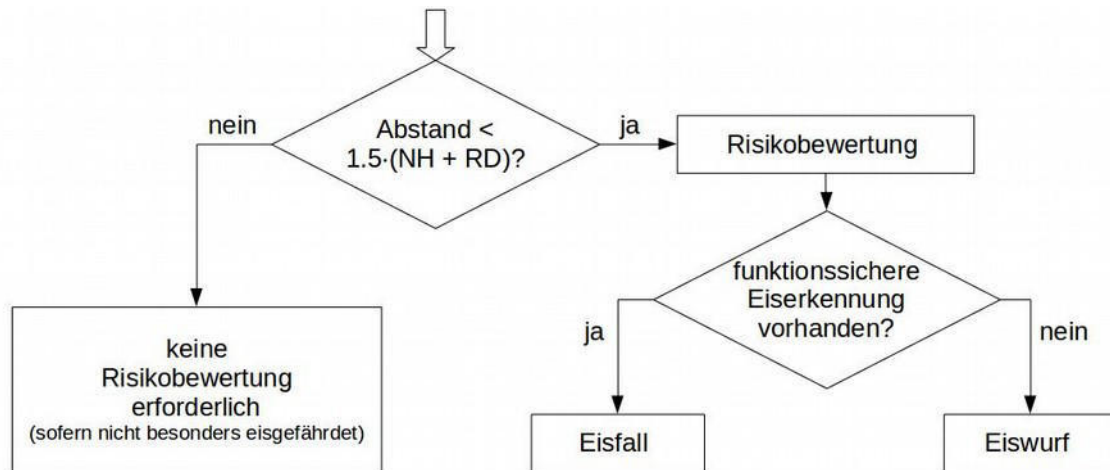 Abstand <
1.5·(NH + RD)?
nein
ja
Risikobewertung
funktionssichere
Eiserkennung
vorhanden?
ja
nein
keine
Risikobewertung
erforderlich
(sofern nicht besonders eisgefährdet)
Eisfall
Eiswurf